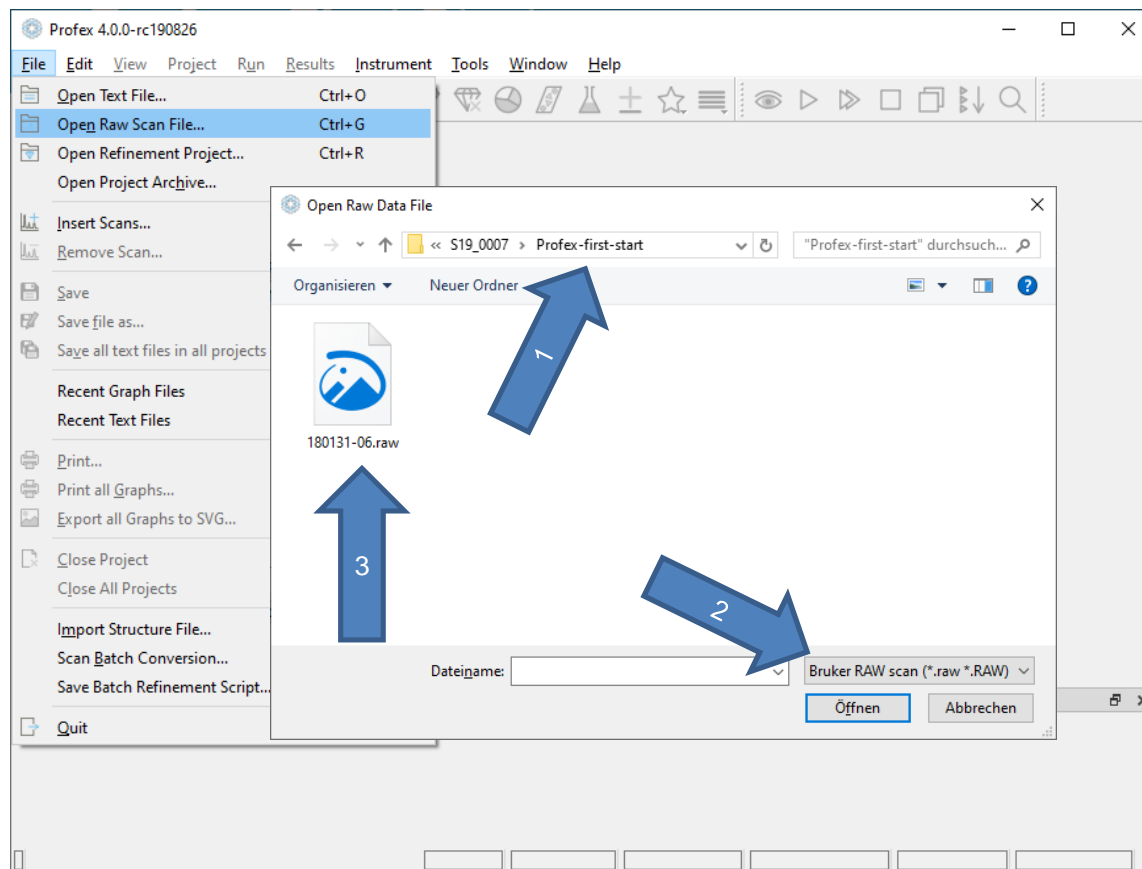 Profex 4.0.0-rc190826
File Edit View Project Run Results Instrument Tools Window Help
Open Text File... Ctrl+O
Open Raw Scan File... Ctrl+G
Open Refinement Project... Ctrl+R
Open Project Archive...
Insert Scans...
Remove Scan...
Save
Save file as...
Save all text files in all projects
Recent Graph Files
Recent Text Files
Print...
Print all Graphs...
Export all Graphs to SVG...
Close Project
Close All Projects
Import Structure File...
Scan Batch Conversion...
Save Batch Refinement Script...
Quit
Open Raw Data File
« S19_0007 › Profex-first-start
"Profex-first-start" durchsuch...
Organisieren Neuer Ordner
1
180131-06.raw
3
2
Dateiname: Bruker RAW scan (*.raw *.RAW)
Öffnen Abbrechen